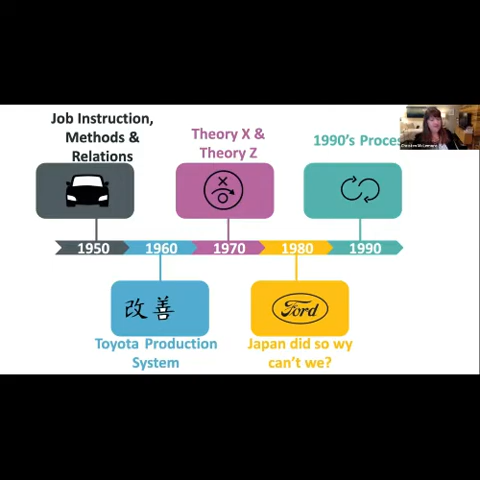 Job Instruction,
Methods &
Relations
Theory X &
Theory Z
1990's Proces
1950
1960
1970
1980
1990
改善
Ford
Toyota Production
System
Japan did so wy
can't we?